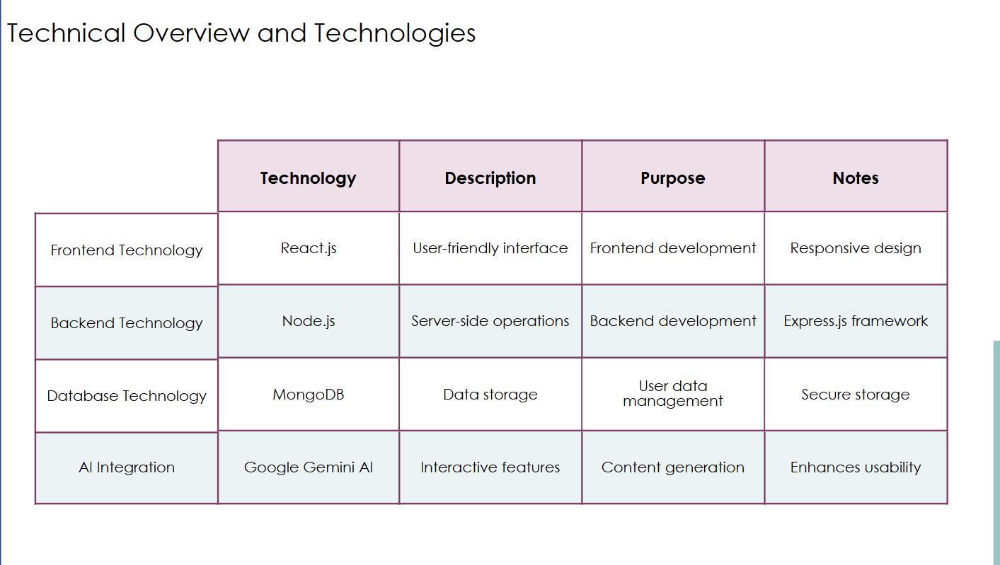 Technical Overview and Technologies
Technology Description Purpose Notes
Frontend Technology React.js User-friendly interface Frontend development Responsive design
Backend Technology Node.js Server-side operations Backend development Express.js framework
Database Technology MongoDB Data storage User data management Secure storage
AI Integration Google Gemini AI Interactive features Content generation Enhances usability